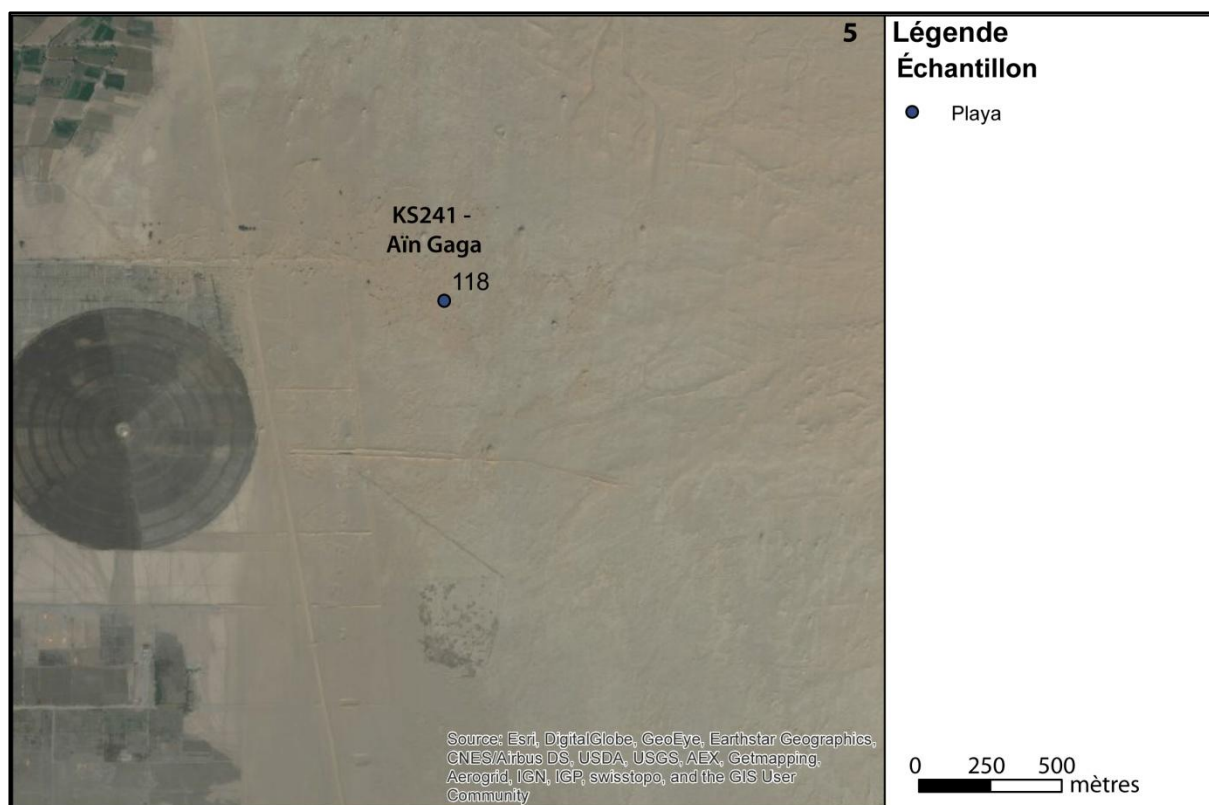 5
KS241 -
Aïn Gaga
118
Source: Esri, DigitalGlobe, GeoEye, Earthstar Geographics,
CNES/Airbus DS, USDA, USGS, AEX, Getmapping,
Aerogrid, IGN, IGP, swisstopo, and the GIS User
Community
Légende
Échantillon
Playa
0 250 500
mètres